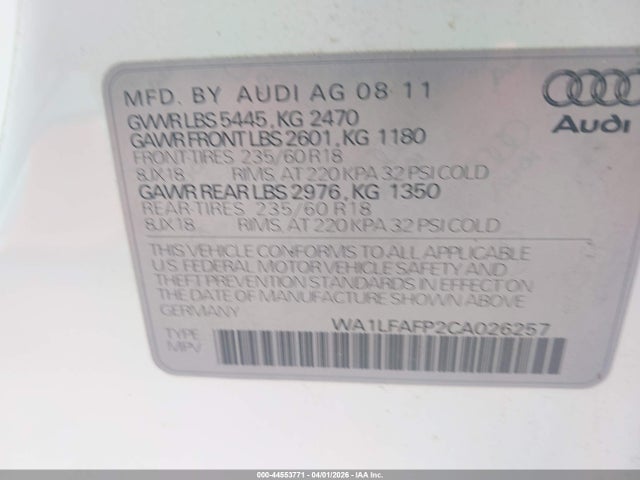 MFD. BY AUDI AG 08 11
GVWR LBS 5445, KG 2470
GAWR FRONT LBS 2601, KG 1180
FRONT-TIRES 235/60 R18
8JX18 RIMS, AT 220 KPA 32 PSI COLD
GAWR REAR LBS 2976, KG 1350
REAR-TIRES 235/60 R18
8JX18 RIMS, AT 220 KPA 32 PSI COLD
Audi
THIS VEHICLE CONFORMS TO ALL APPLICABLE
U.S. FEDERAL MOTOR VEHICLE SAFETY AND
THEFT PREVENTION STANDARDS IN EFFECT ON
THE DATE OF MANUFACTURE SHOWN ABOVE.
GERMANY
WA1LFAFP2CA026257
TYPE
MPV
000-44553771 | 04/01/2026 | IAA Inc.